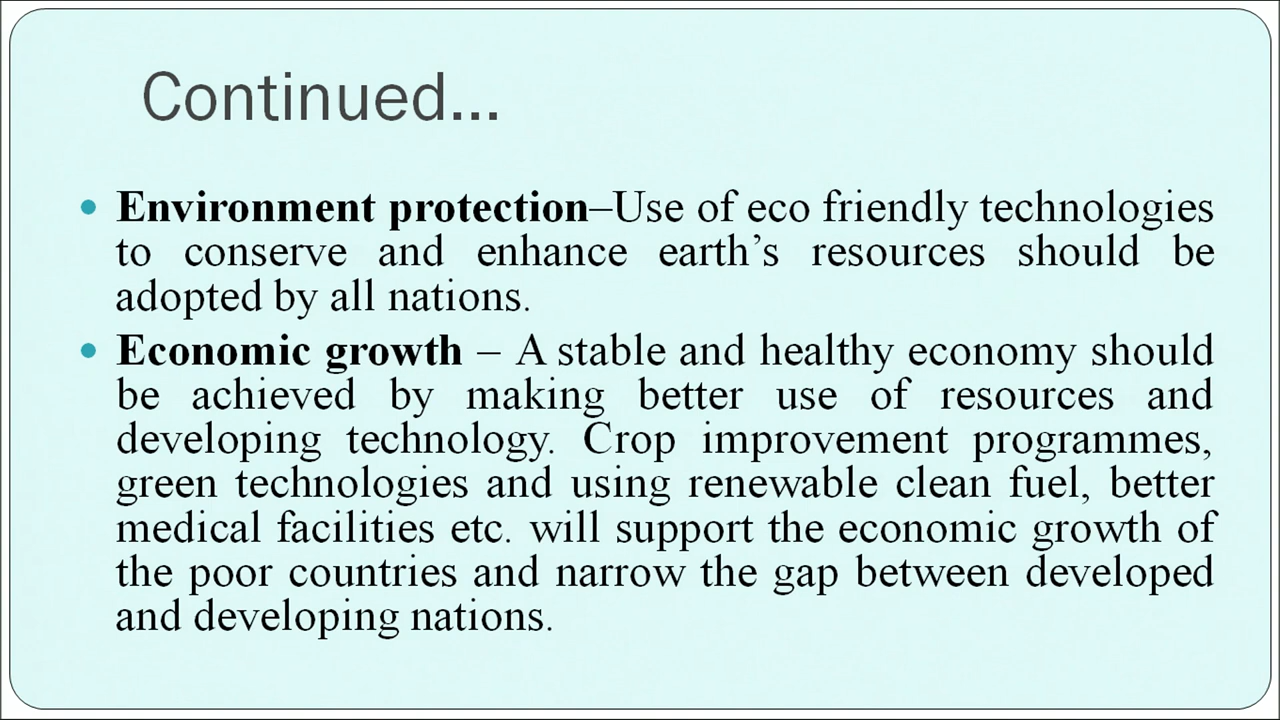 Continued...
• Environment protection–Use of eco friendly technologies
to conserve and enhance earth’s resources should be
adopted by all nations.
• Economic growth – A stable and healthy economy should
be achieved by making better use of resources and
developing technology. Crop improvement programmes,
green technologies and using renewable clean fuel, better
medical facilities etc. will support the economic growth of
the poor countries and narrow the gap between developed
and developing nations.